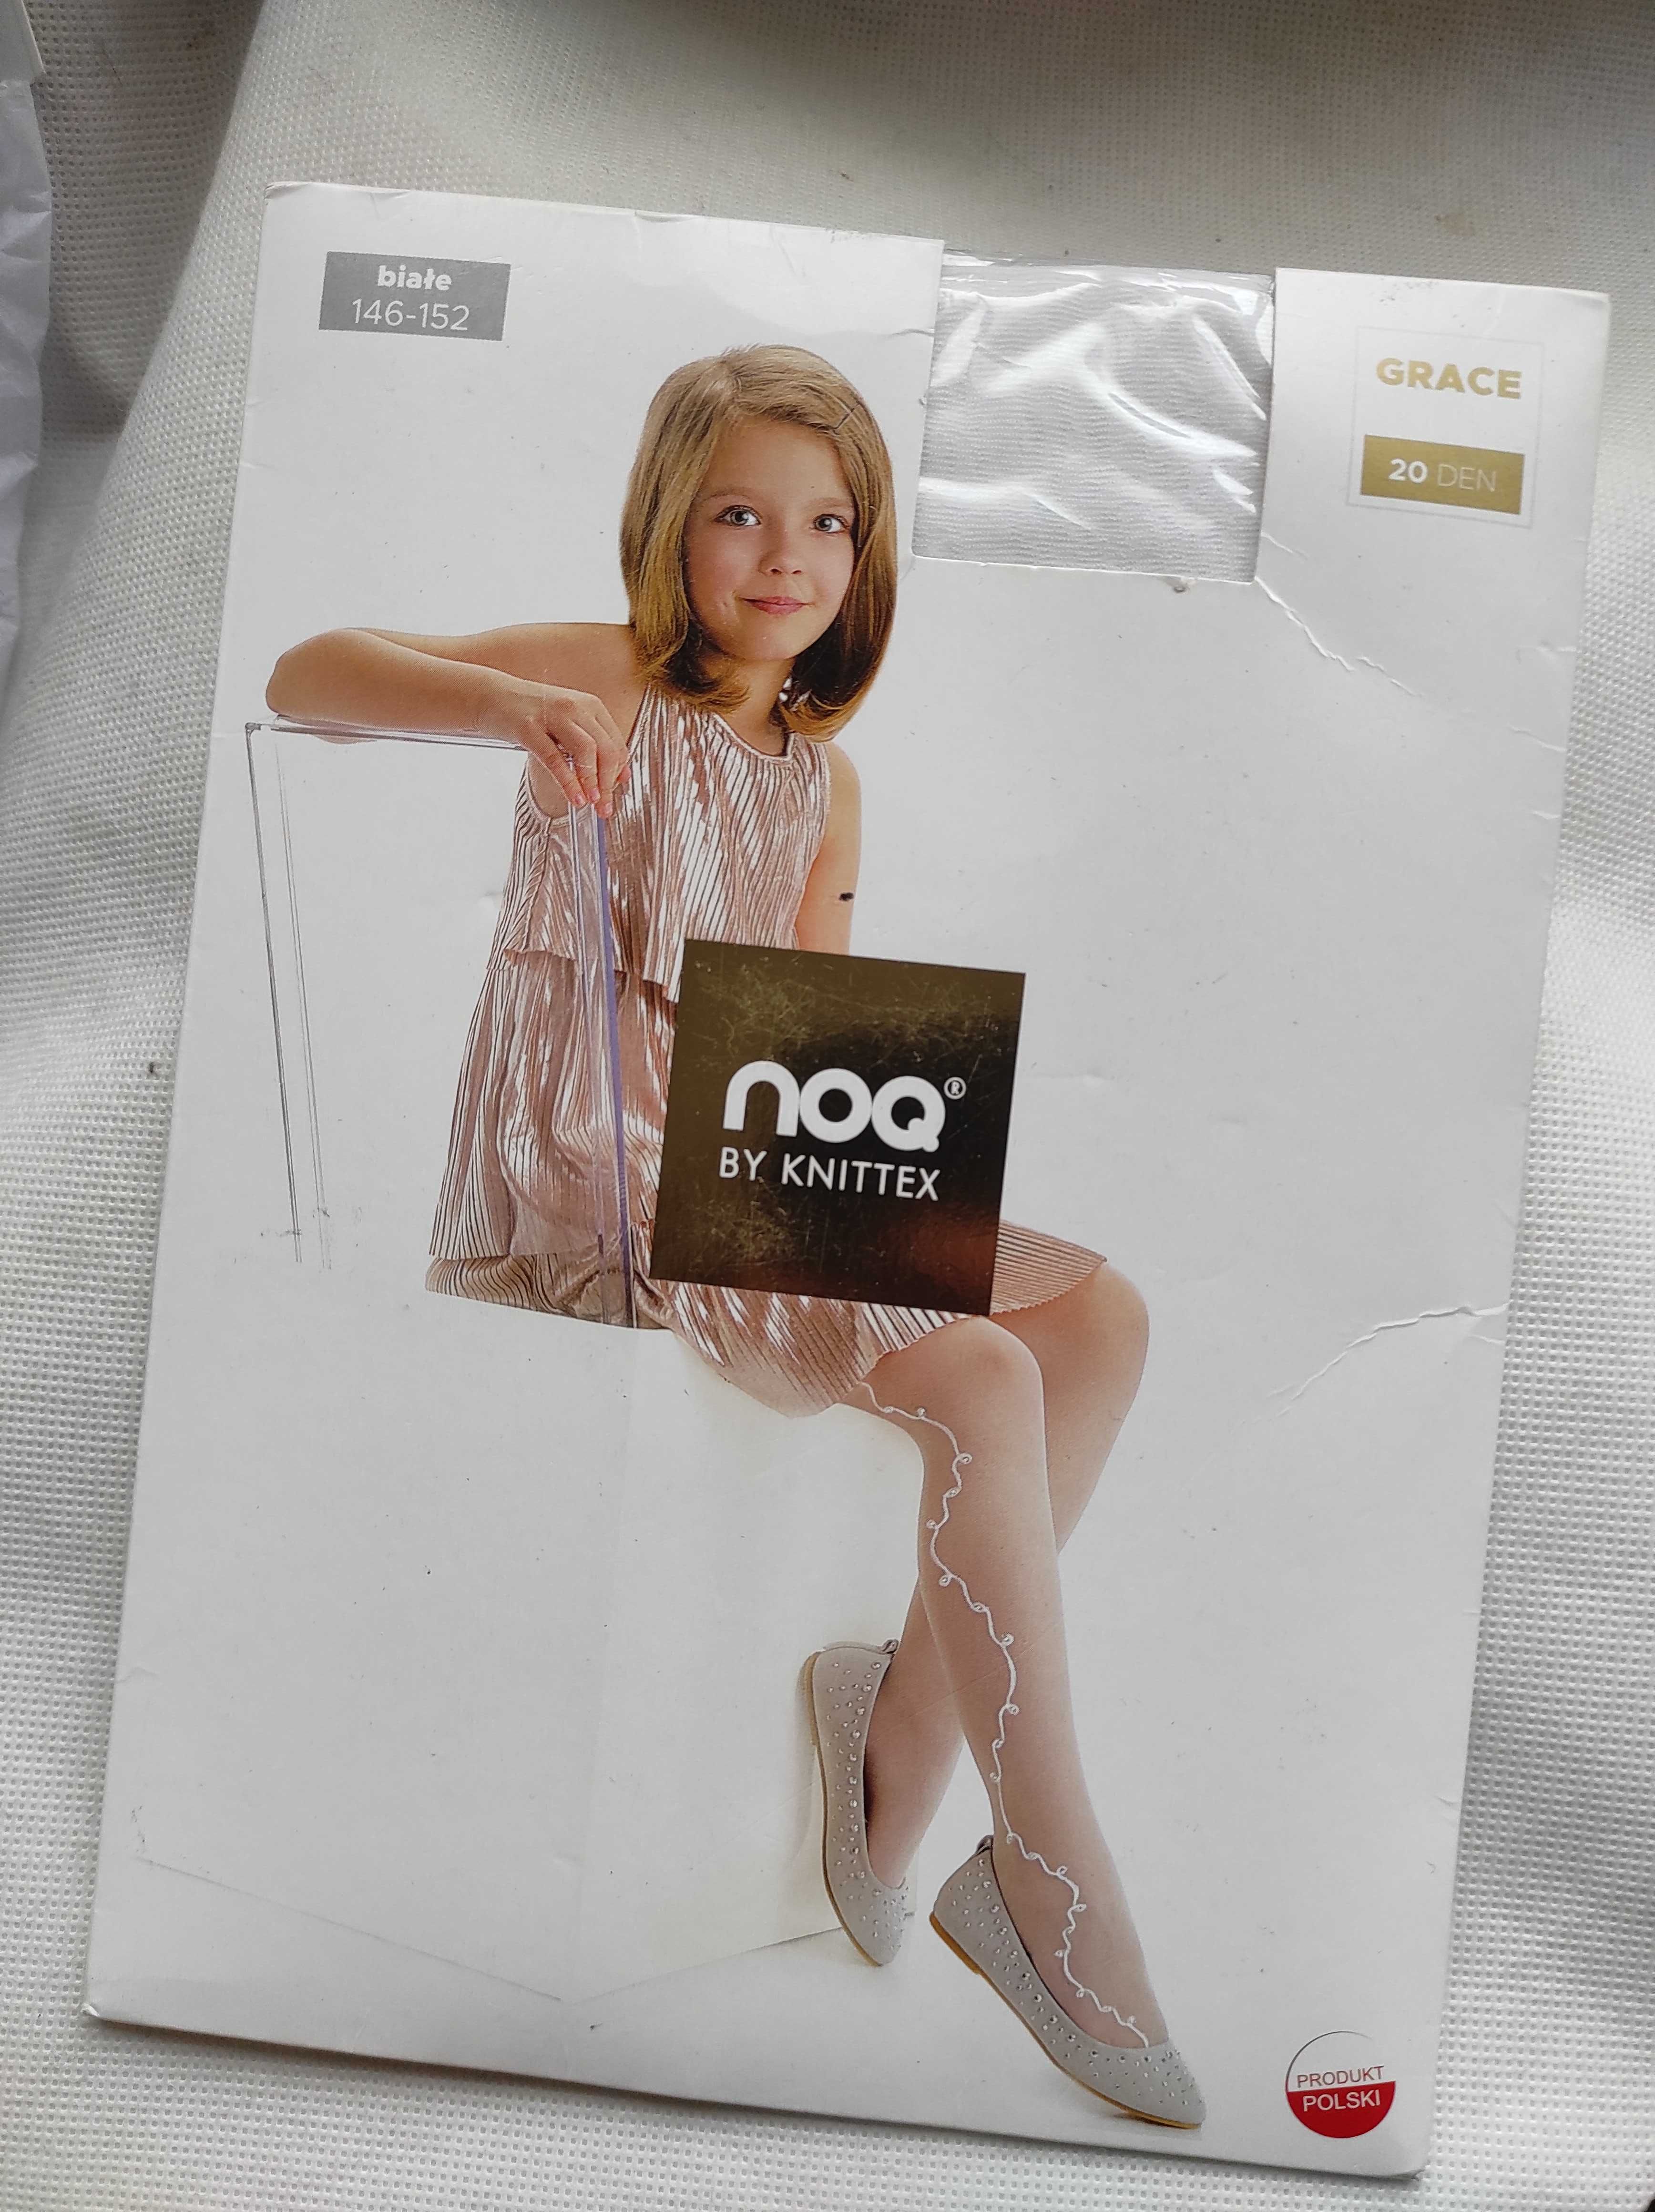 białe
146-152
GRACE
20 DEN
noQ®
BY KNITTEX
PRODUKT
POLSKI